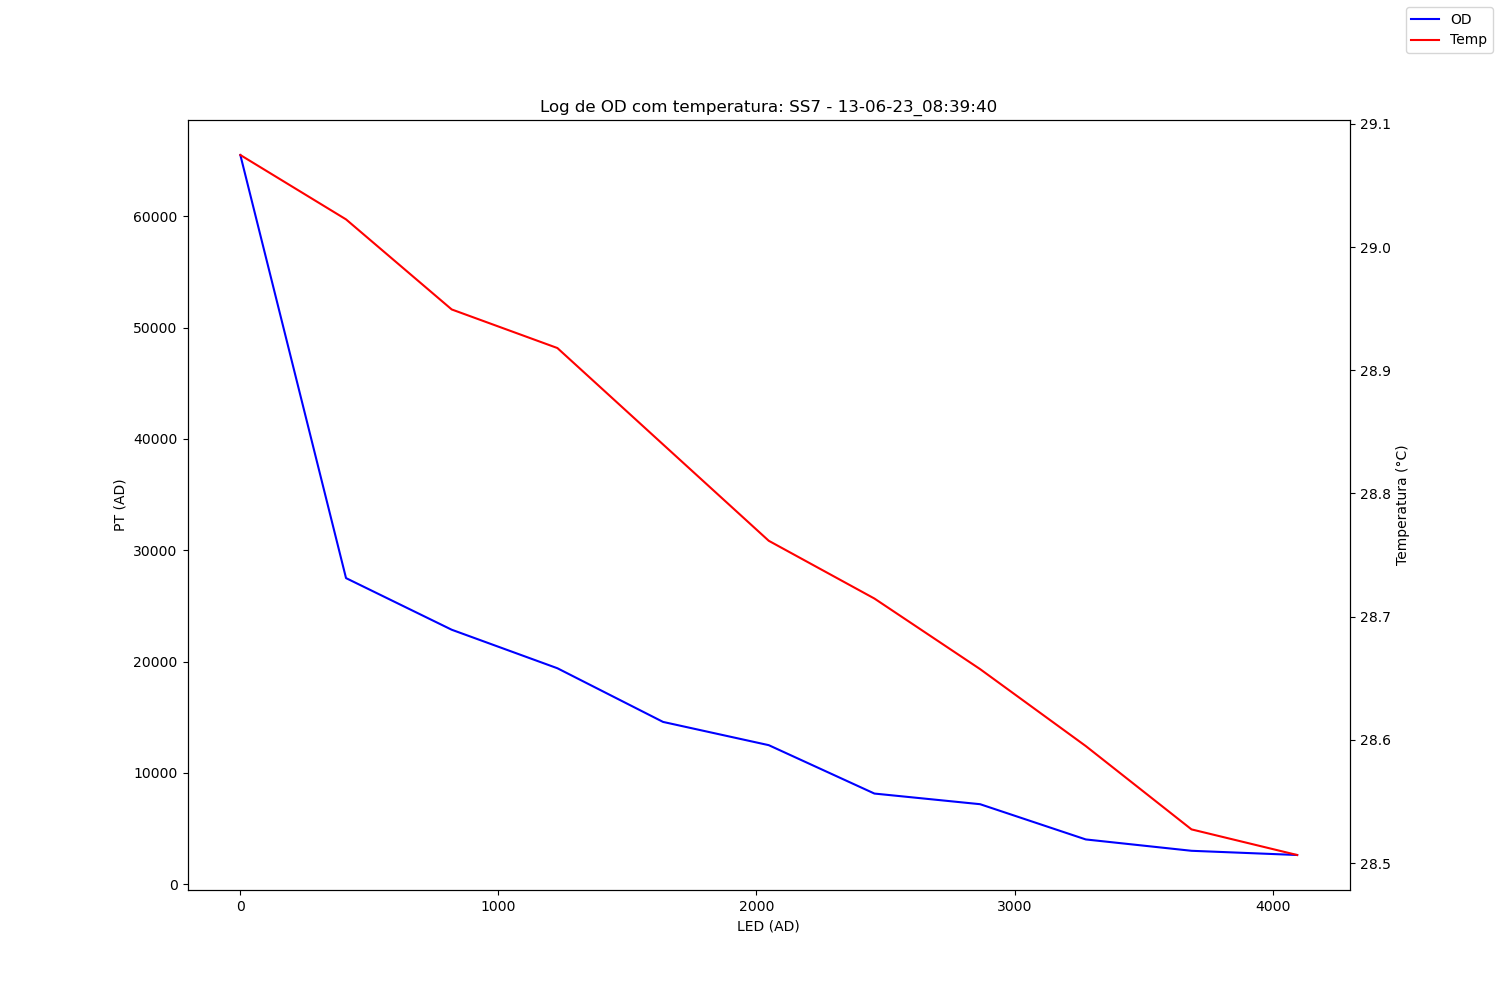 OD
Temp
Log de OD com temperatura: SS7 - 13-06-23_08:39:40
29.1
29.0
28.9
28.8
28.7
28.6
28.5
Temperatura (°C)
60000
50000
40000
30000
20000
10000
0
PT (AD)
0 1000 2000 3000 4000
LED (AD)